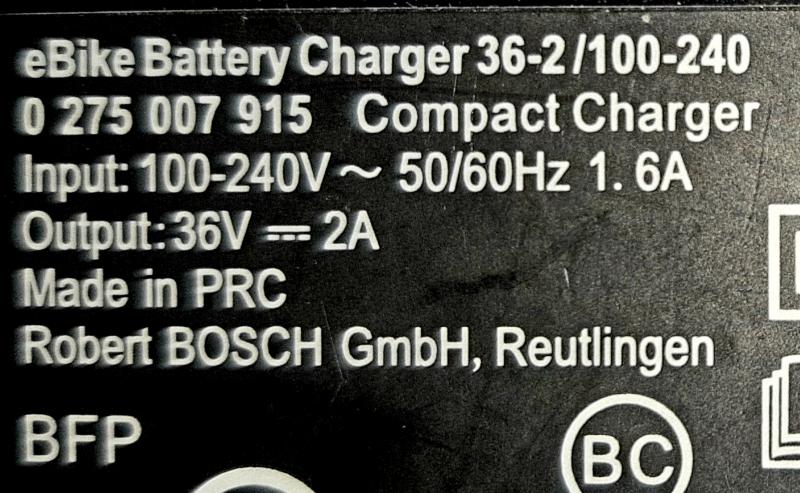 eBike Battery Charger 36-2/100-240
0 275 007 915 Compact Charger
Input: 100-240V ~ 50/60Hz 1.6A
Output: 36V ⎓ 2A
Made in PRC
Robert BOSCH GmbH, Reutlingen
BFP
BC